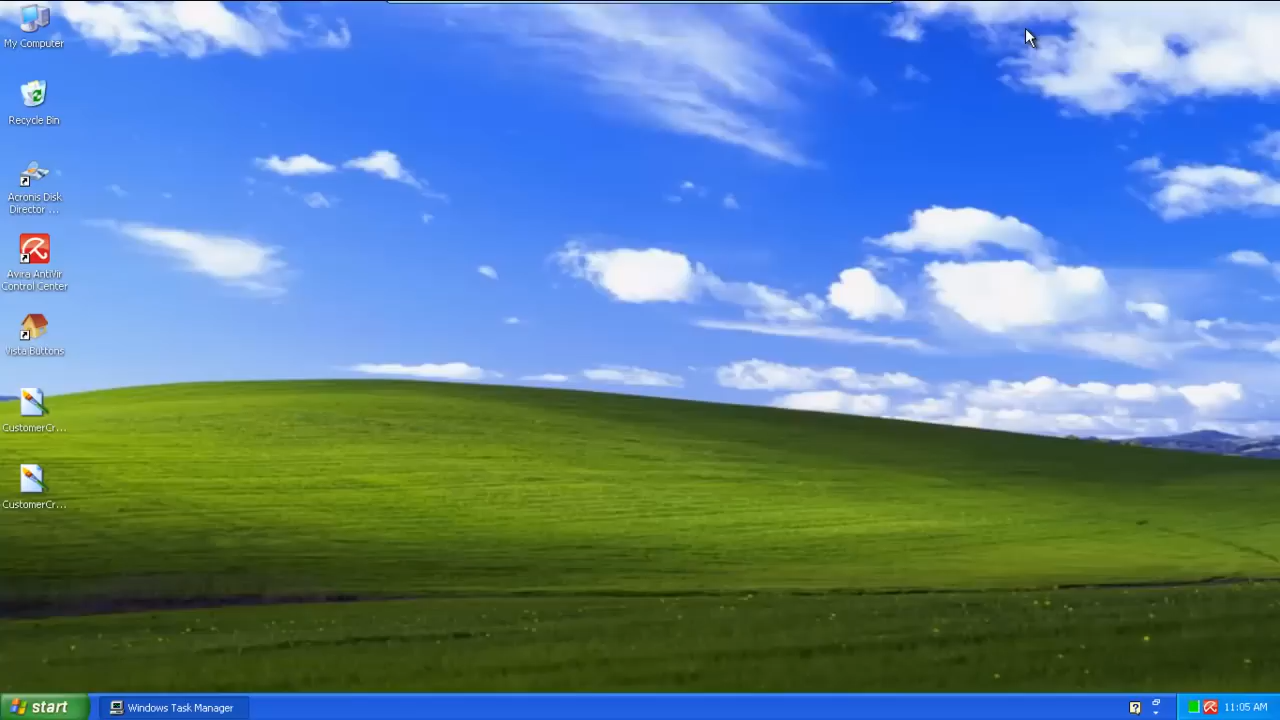 My Computer
Recycle Bin
Acronis Disk
Director ...
Avira AntiVir
Control Center
Vista Buttons
CustomerCr...
CustomerCr...
start
Windows Task Manager
11:05 AM